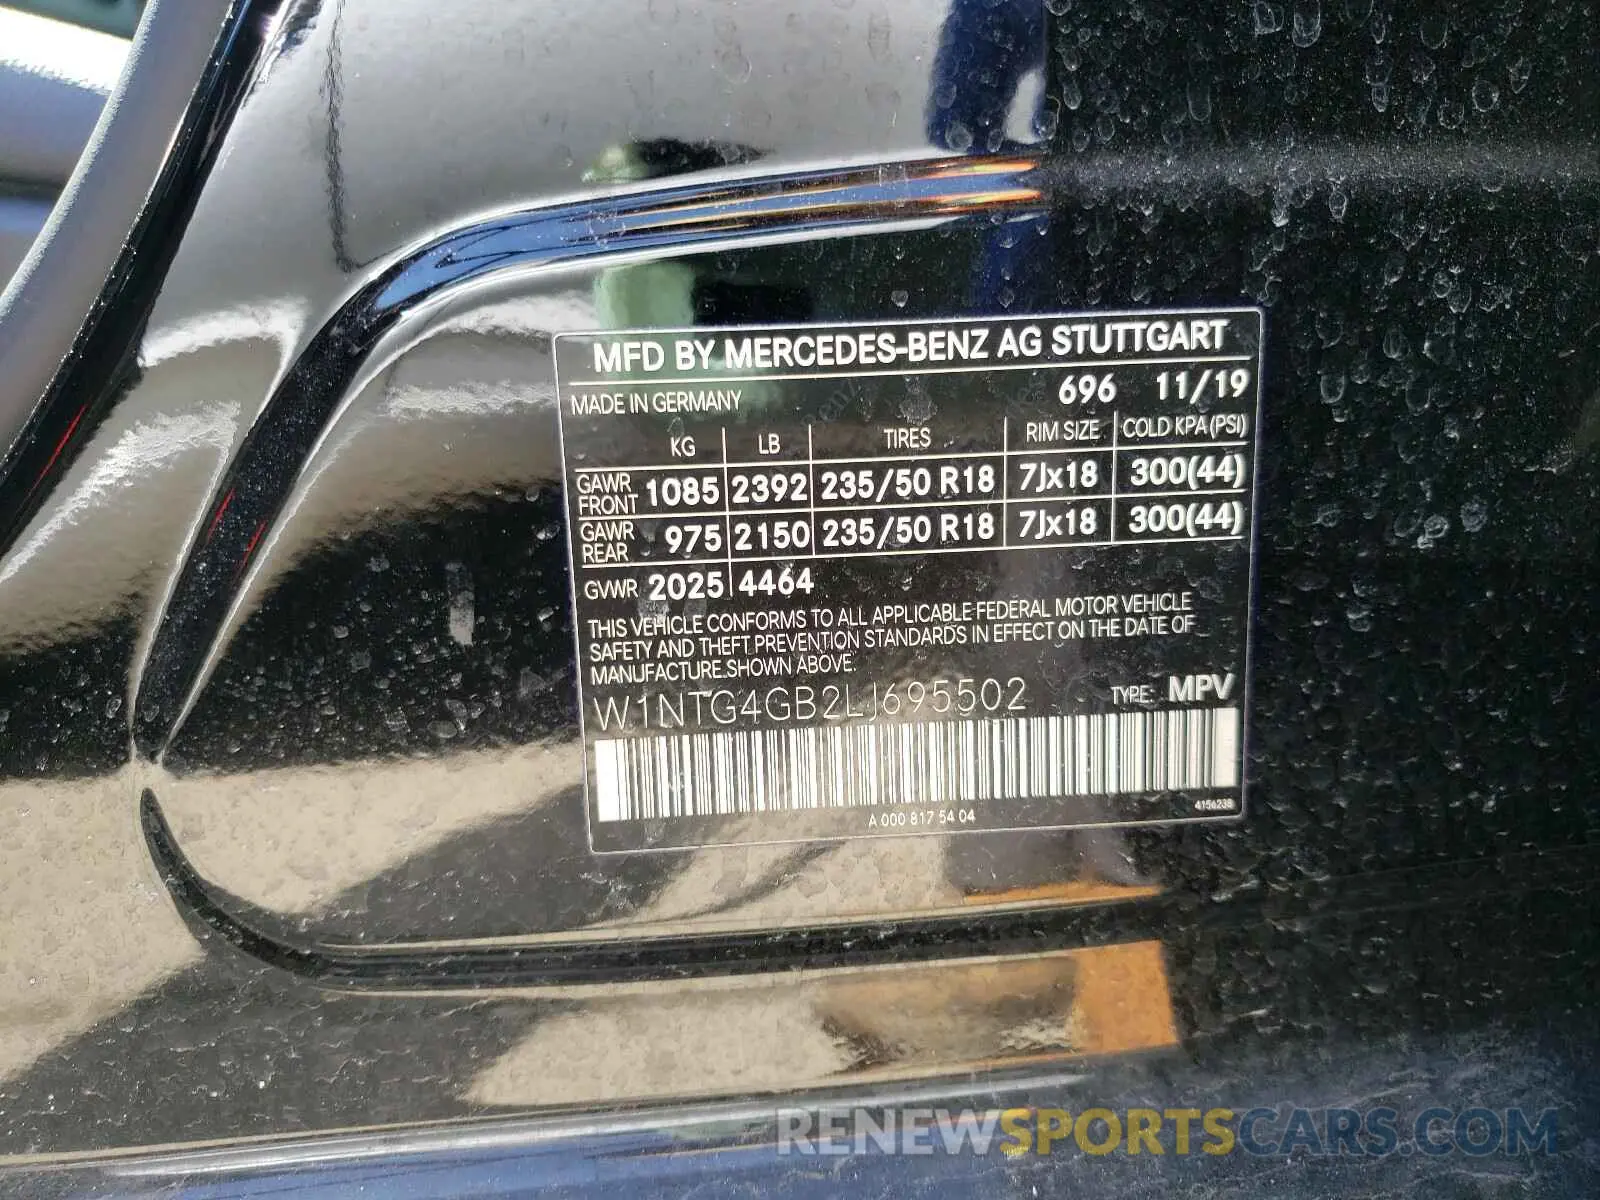 MFD BY MERCEDES-BENZ AG STUTTGART
MADE IN GERMANY 696 11/19
KG LB TIRES RIM SIZE COLD KPA (PSI)
GAWR FRONT 1085 2392 235/50 R18 7Jx18 300(44)
GAWR REAR 975 2150 235/50 R18 7Jx18 300(44)
GVWR 2025 4464
THIS VEHICLE CONFORMS TO ALL APPLICABLE FEDERAL MOTOR VEHICLE
SAFETY AND THEFT PREVENTION STANDARDS IN EFFECT ON THE DATE OF
MANUFACTURE SHOWN ABOVE.
W1NTG4GB2LJ695502 TYPE: MPV
A 000 817 54 04 4156238
RENEWSPORTSCARS.COM